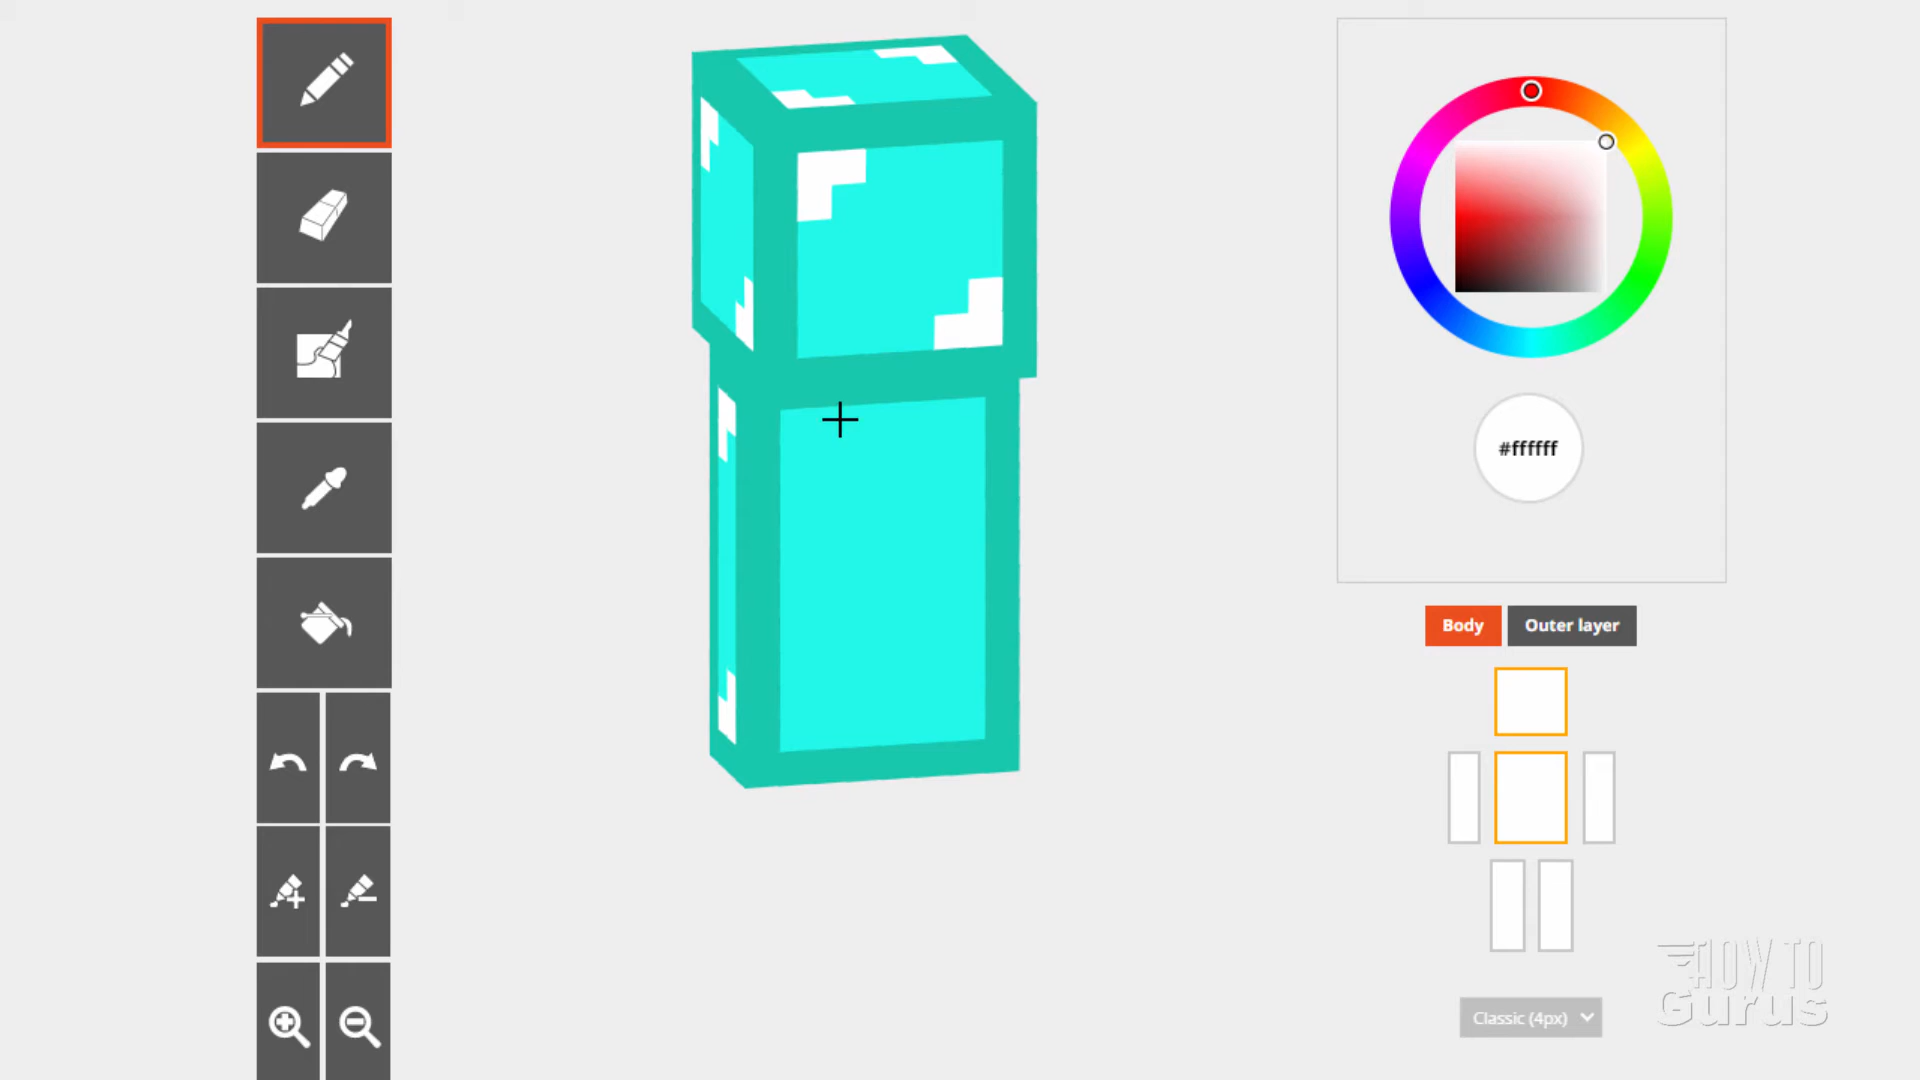 #ffffff
Body
Outer layer
Classic (4px)
HOW TO
Gurus